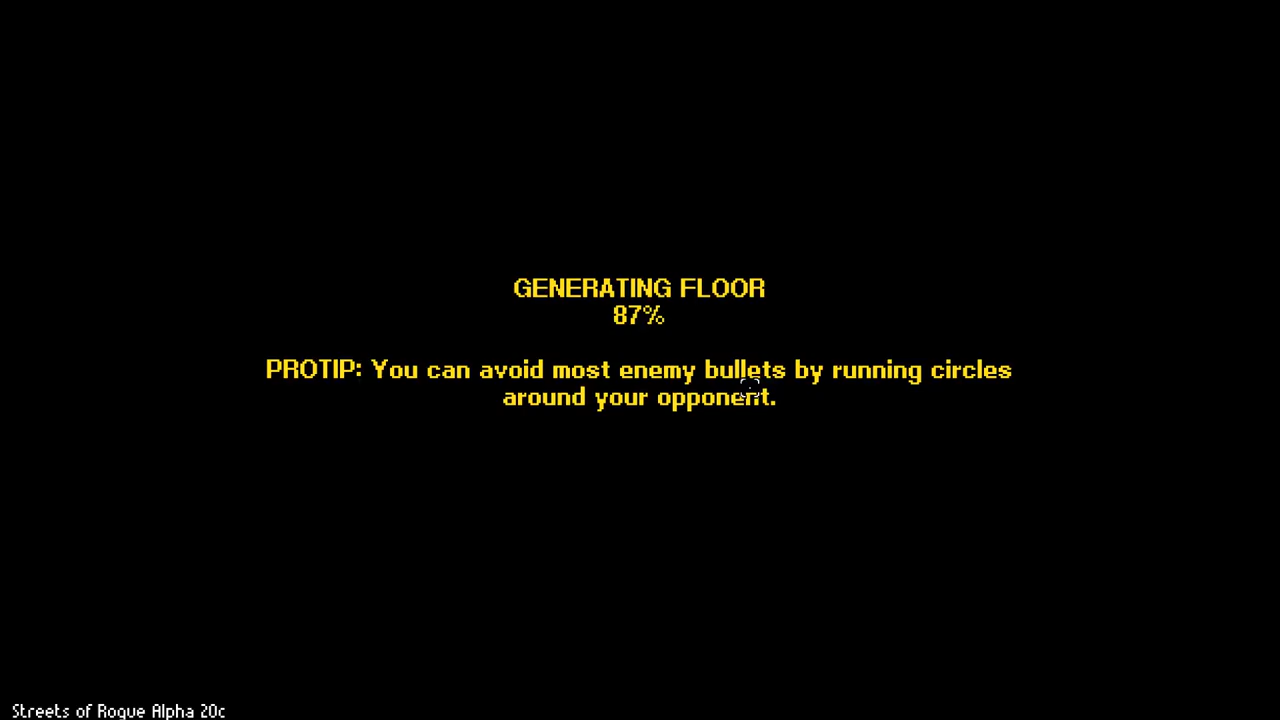 GENERATING FLOOR
87%
PROTIP: You can avoid most enemy bullets by running circles
around your opponent.
Streets of Rogue Alpha 20c